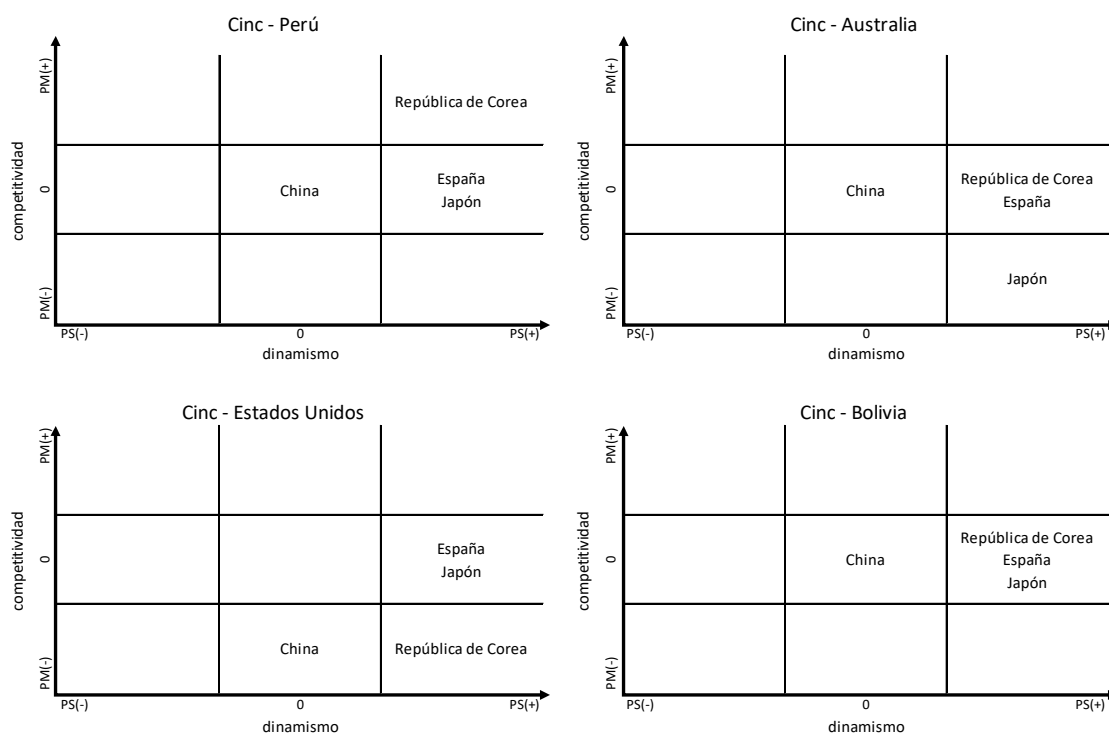 Cinc - Perú
PM(+)
República de Corea
competitividad
0
China
España
Japón
PM(-)
PS(-)
0
PS(+)
dinamismo
Cinc - Australia
PM(+)
competitividad
0
China
República de Corea
España
Japón
PM(-)
PS(-)
0
PS(+)
dinamismo
Cinc - Estados Unidos
PM(+)
competitividad
0
España
Japón
China
República de Corea
PM(-)
PS(-)
0
PS(+)
dinamismo
Cinc - Bolivia
PM(+)
competitividad
0
China
República de Corea
España
Japón
PM(-)
PS(-)
0
PS(+)
dinamismo